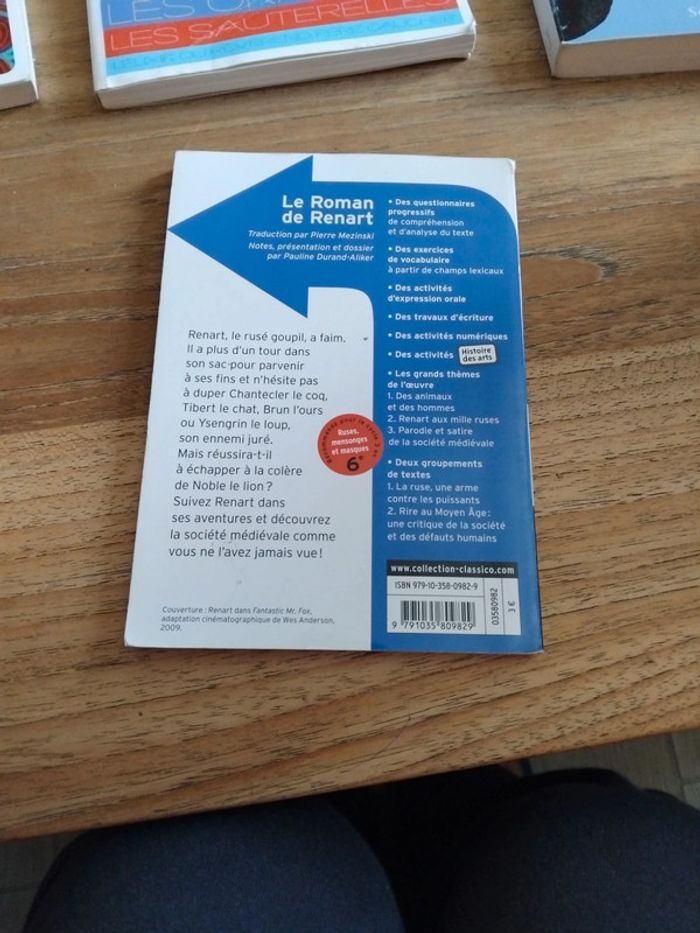 LES SAUTERELLES
Le Roman
de Renart
Traduction par Pierre Mezinski
Notes, présentation et dossier
par Pauline Durand-Aliker
Renart, le rusé goupil, a faim.
Il a plus d'un tour dans
son sac pour parvenir
à ses fins et n'hésite pas
à duper Chantecler le coq,
Tibert le chat, Brun l'ours
ou Ysengrin le loup,
son ennemi juré.
Mais réussira-t-il
à échapper à la colère
de Noble le lion ?
Suivez Renart dans
ses aventures et découvrez
la société médiévale comme
vous ne l'avez jamais vue !
Couverture : Renart dans Fantastic Mr. Fox,
adaptation cinématographique de Wes Anderson,
2009.
Ruses,
mensonges
et masques
6e
• Des questionnaires
progressifs
de compréhension
et d'analyse du texte
• Des exercices
de vocabulaire
à partir de champs lexicaux
• Des activités
d'expression orale
• Des travaux d'écriture
• Des activités numériques
• Des activités Histoire
des arts
• Les grands thèmes
de l'œuvre
1. Des animaux
et des hommes
2. Renart aux mille ruses
3. Parodie et satire
de la société médiévale
• Deux groupements
de textes
1. La ruse, une arme
contre les puissants
2. Rire au Moyen Âge :
une critique de la société
et des défauts humains
www.collection-classico.com
ISBN 979-10-358-0982-9
9 791035 809829
03580982
3 €